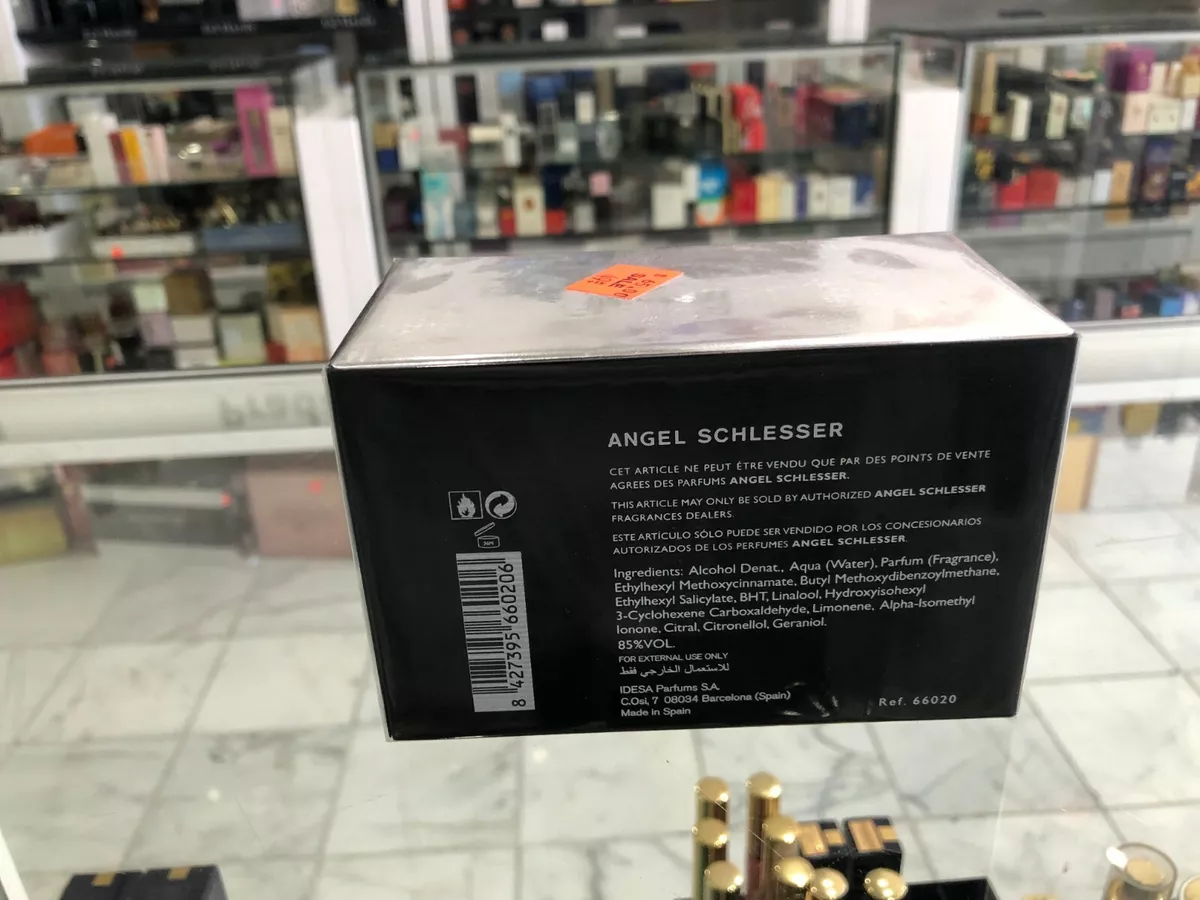 ANGEL SCHLESSER
CET ARTICLE NE PEUT ÊTRE VENDU QUE PAR DES POINTS DE VENTE
AGREES DES PARFUMS ANGEL SCHLESSER.
THIS ARTICLE MAY ONLY BE SOLD BY AUTHORIZED ANGEL SCHLESSER
FRAGRANCES DEALERS.
ESTE ARTÍCULO SÓLO PUEDE SER VENDIDO POR LOS CONCESIONARIOS
AUTORIZADOS DE LOS PERFUMES ANGEL SCHLESSER.
Ingredients: Alcohol Denat., Aqua (Water), Parfum (Fragrance),
Ethylhexyl Methoxycinnamate, Butyl Methoxydibenzoylmethane,
Ethylhexyl Salicylate, BHT, Linalool, Hydroxyisohexyl
3-Cyclohexene Carboxaldehyde, Limonene, Alpha-Isomethyl
Ionone, Citral, Citronellol, Geraniol.
85%VOL.
FOR EXTERNAL USE ONLY
للاستعمال الخارجي فقط
IDESA Parfums S.A.
C.Osi, 7 08034 Barcelona (Spain)
Made in Spain
Ref. 66020
36M
8 427395 660206
SALE